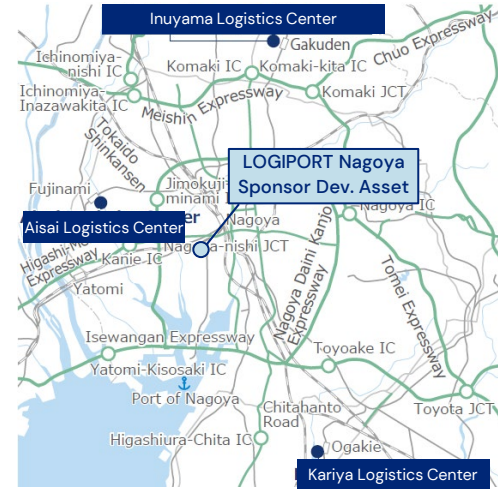 Inuyama Logistics Center
Gakuden
Chuo Expressway
Ichinomiya-
nishi IC
Komaki IC
Komaki-kita IC
Ichinomiya-
Inazawakita IC
Komaki JCT
Meishin Expressway
Tokaido
Shinkansen
LOGIPORT Nagoya
Sponsor Dev. Asset
Fujinami
Jimokuji-
minami
Nagoya IC
Nagoya
Aisai Logistics Center
Kanie IC
Expressway
Yatomi
Nagoya Daini Kanjo
Expressway
Tomei Expressway
Isewangan Expressway
Toyoake IC
Yatomi-Kisosaki IC
Port of Nagoya
Chitahanto
Road
Toyota JCT
Higashiura-Chita IC
Ogakie
Kariya Logistics Center